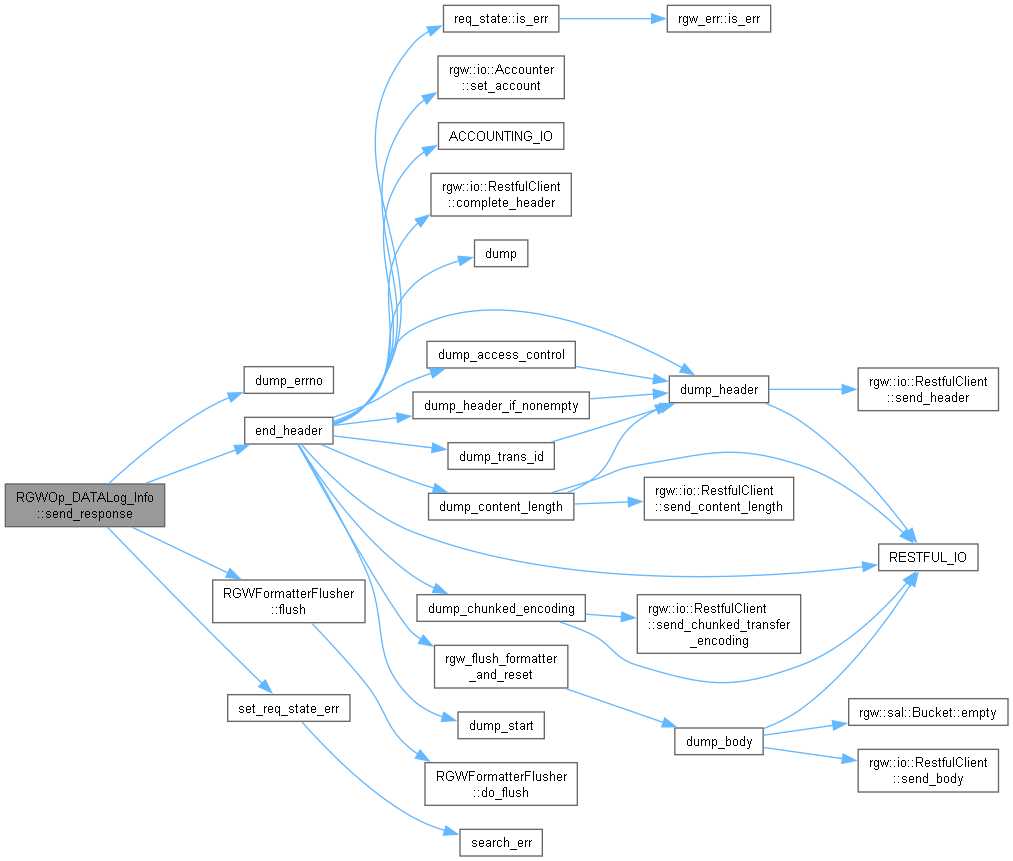 req_state::is_err
rgw_err::is_err
rgw::io::Accounter
::set_account
ACCOUNTING_IO
rgw::io::RestfulClient
::complete_header
dump
dump_access_control
dump_header
rgw::io::RestfulClient
::send_header
dump_errno
dump_header_if_nonempty
end_header
dump_trans_id
RGWOp_DATALog_Info
::send_response
dump_content_length
rgw::io::RestfulClient
::send_content_length
RESTFUL_IO
RGWFormatterFlusher
::flush
dump_chunked_encoding
rgw::io::RestfulClient
::send_chunked_transfer
_encoding
rgw_flush_formatter
_and_reset
set_req_state_err
dump_start
dump_body
rgw::sal::Bucket::empty
rgw::io::RestfulClient
::send_body
RGWFormatterFlusher
::do_flush
search_err